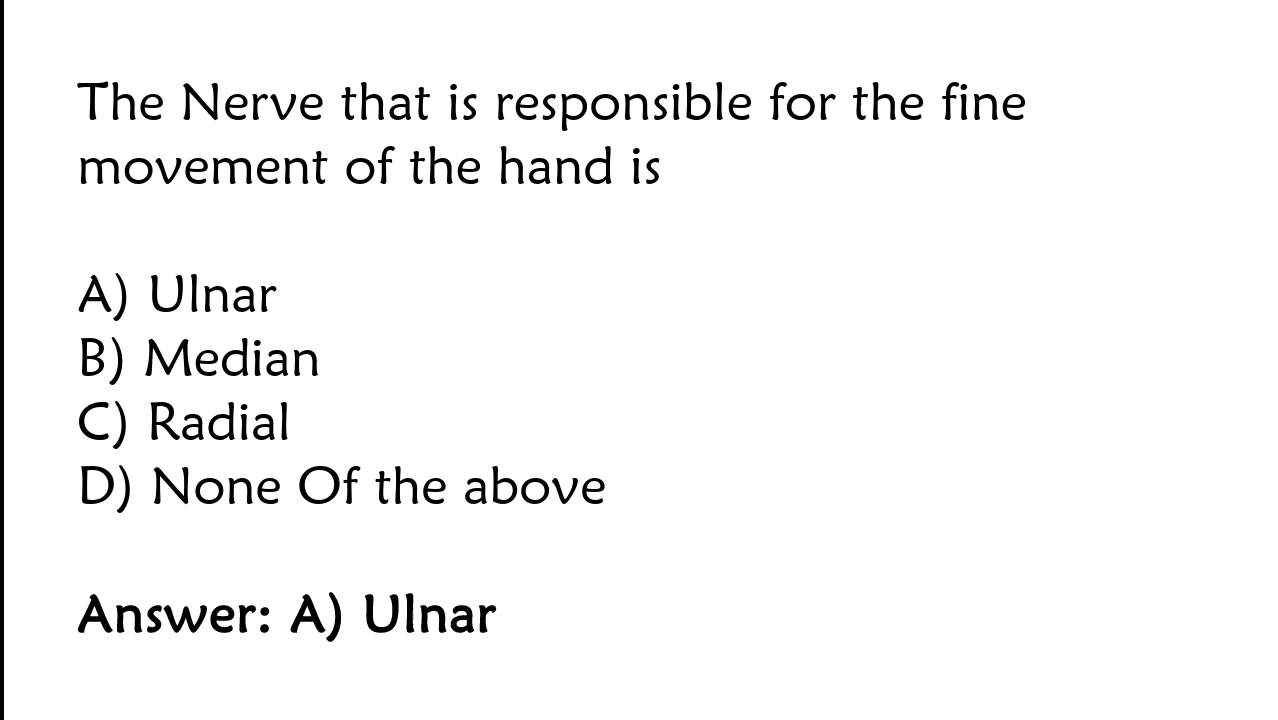 The Nerve that is responsible for the fine
movement of the hand is
A) Ulnar
B) Median
C) Radial
D) None Of the above
Answer: A) Ulnar